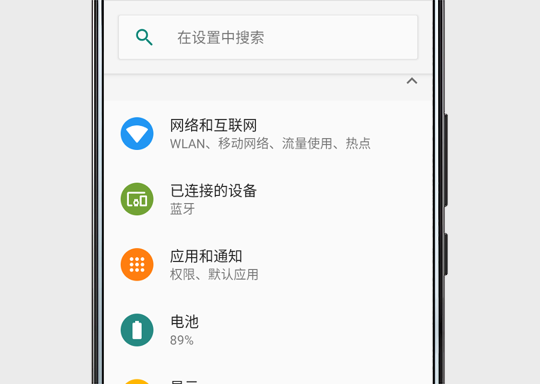 在设置中搜索
网络和互联网
WLAN、移动网络、流量使用、热点
已连接的设备
蓝牙
应用和通知
权限、默认应用
电池
89%